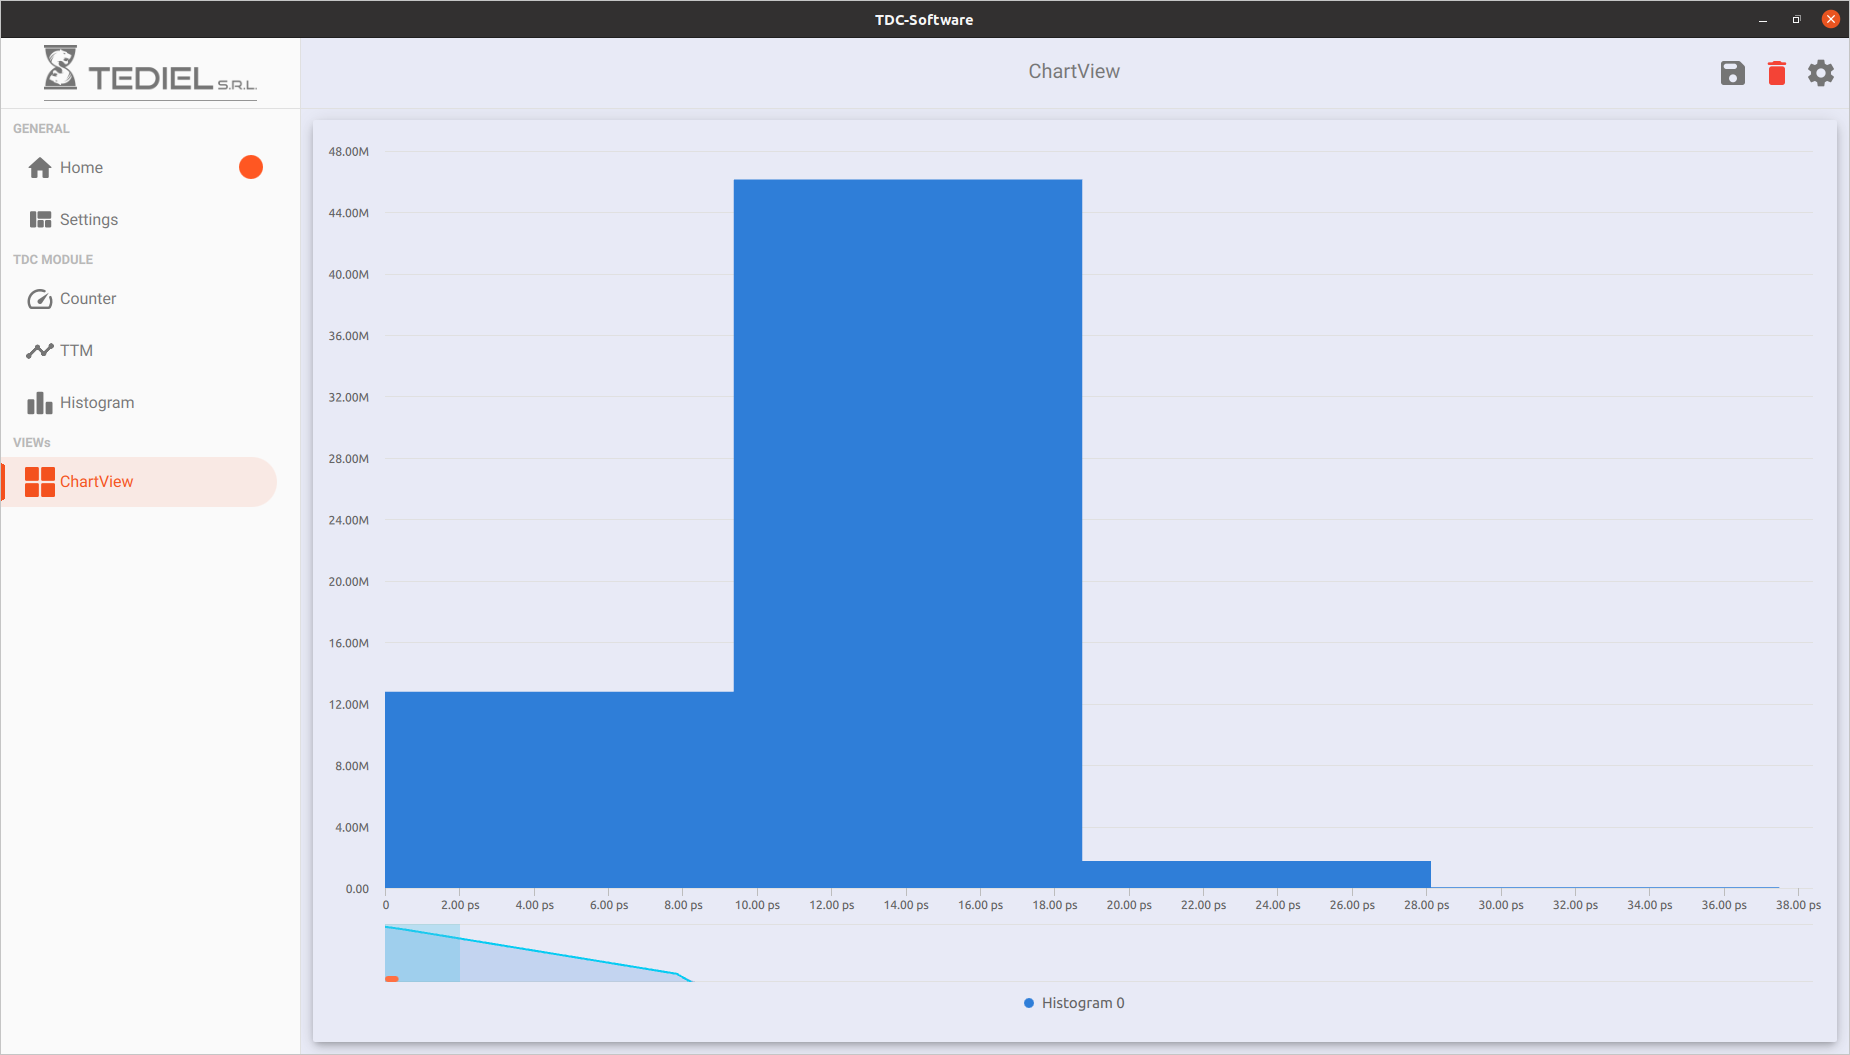 TDC-Software
TEDIEL S.R.L.
ChartView
GENERAL
Home
Settings
TDC MODULE
Counter
TTM
Histogram
VIEWs
ChartView
48.00M
44.00M
40.00M
36.00M
32.00M
28.00M
24.00M
20.00M
16.00M
12.00M
8.00M
4.00M
0.00
0 2.00 ps 4.00 ps 6.00 ps 8.00 ps 10.00 ps 12.00 ps 14.00 ps 16.00 ps 18.00 ps 20.00 ps 22.00 ps 24.00 ps 26.00 ps 28.00 ps 30.00 ps 32.00 ps 34.00 ps 36.00 ps 38.00 ps
Histogram 0